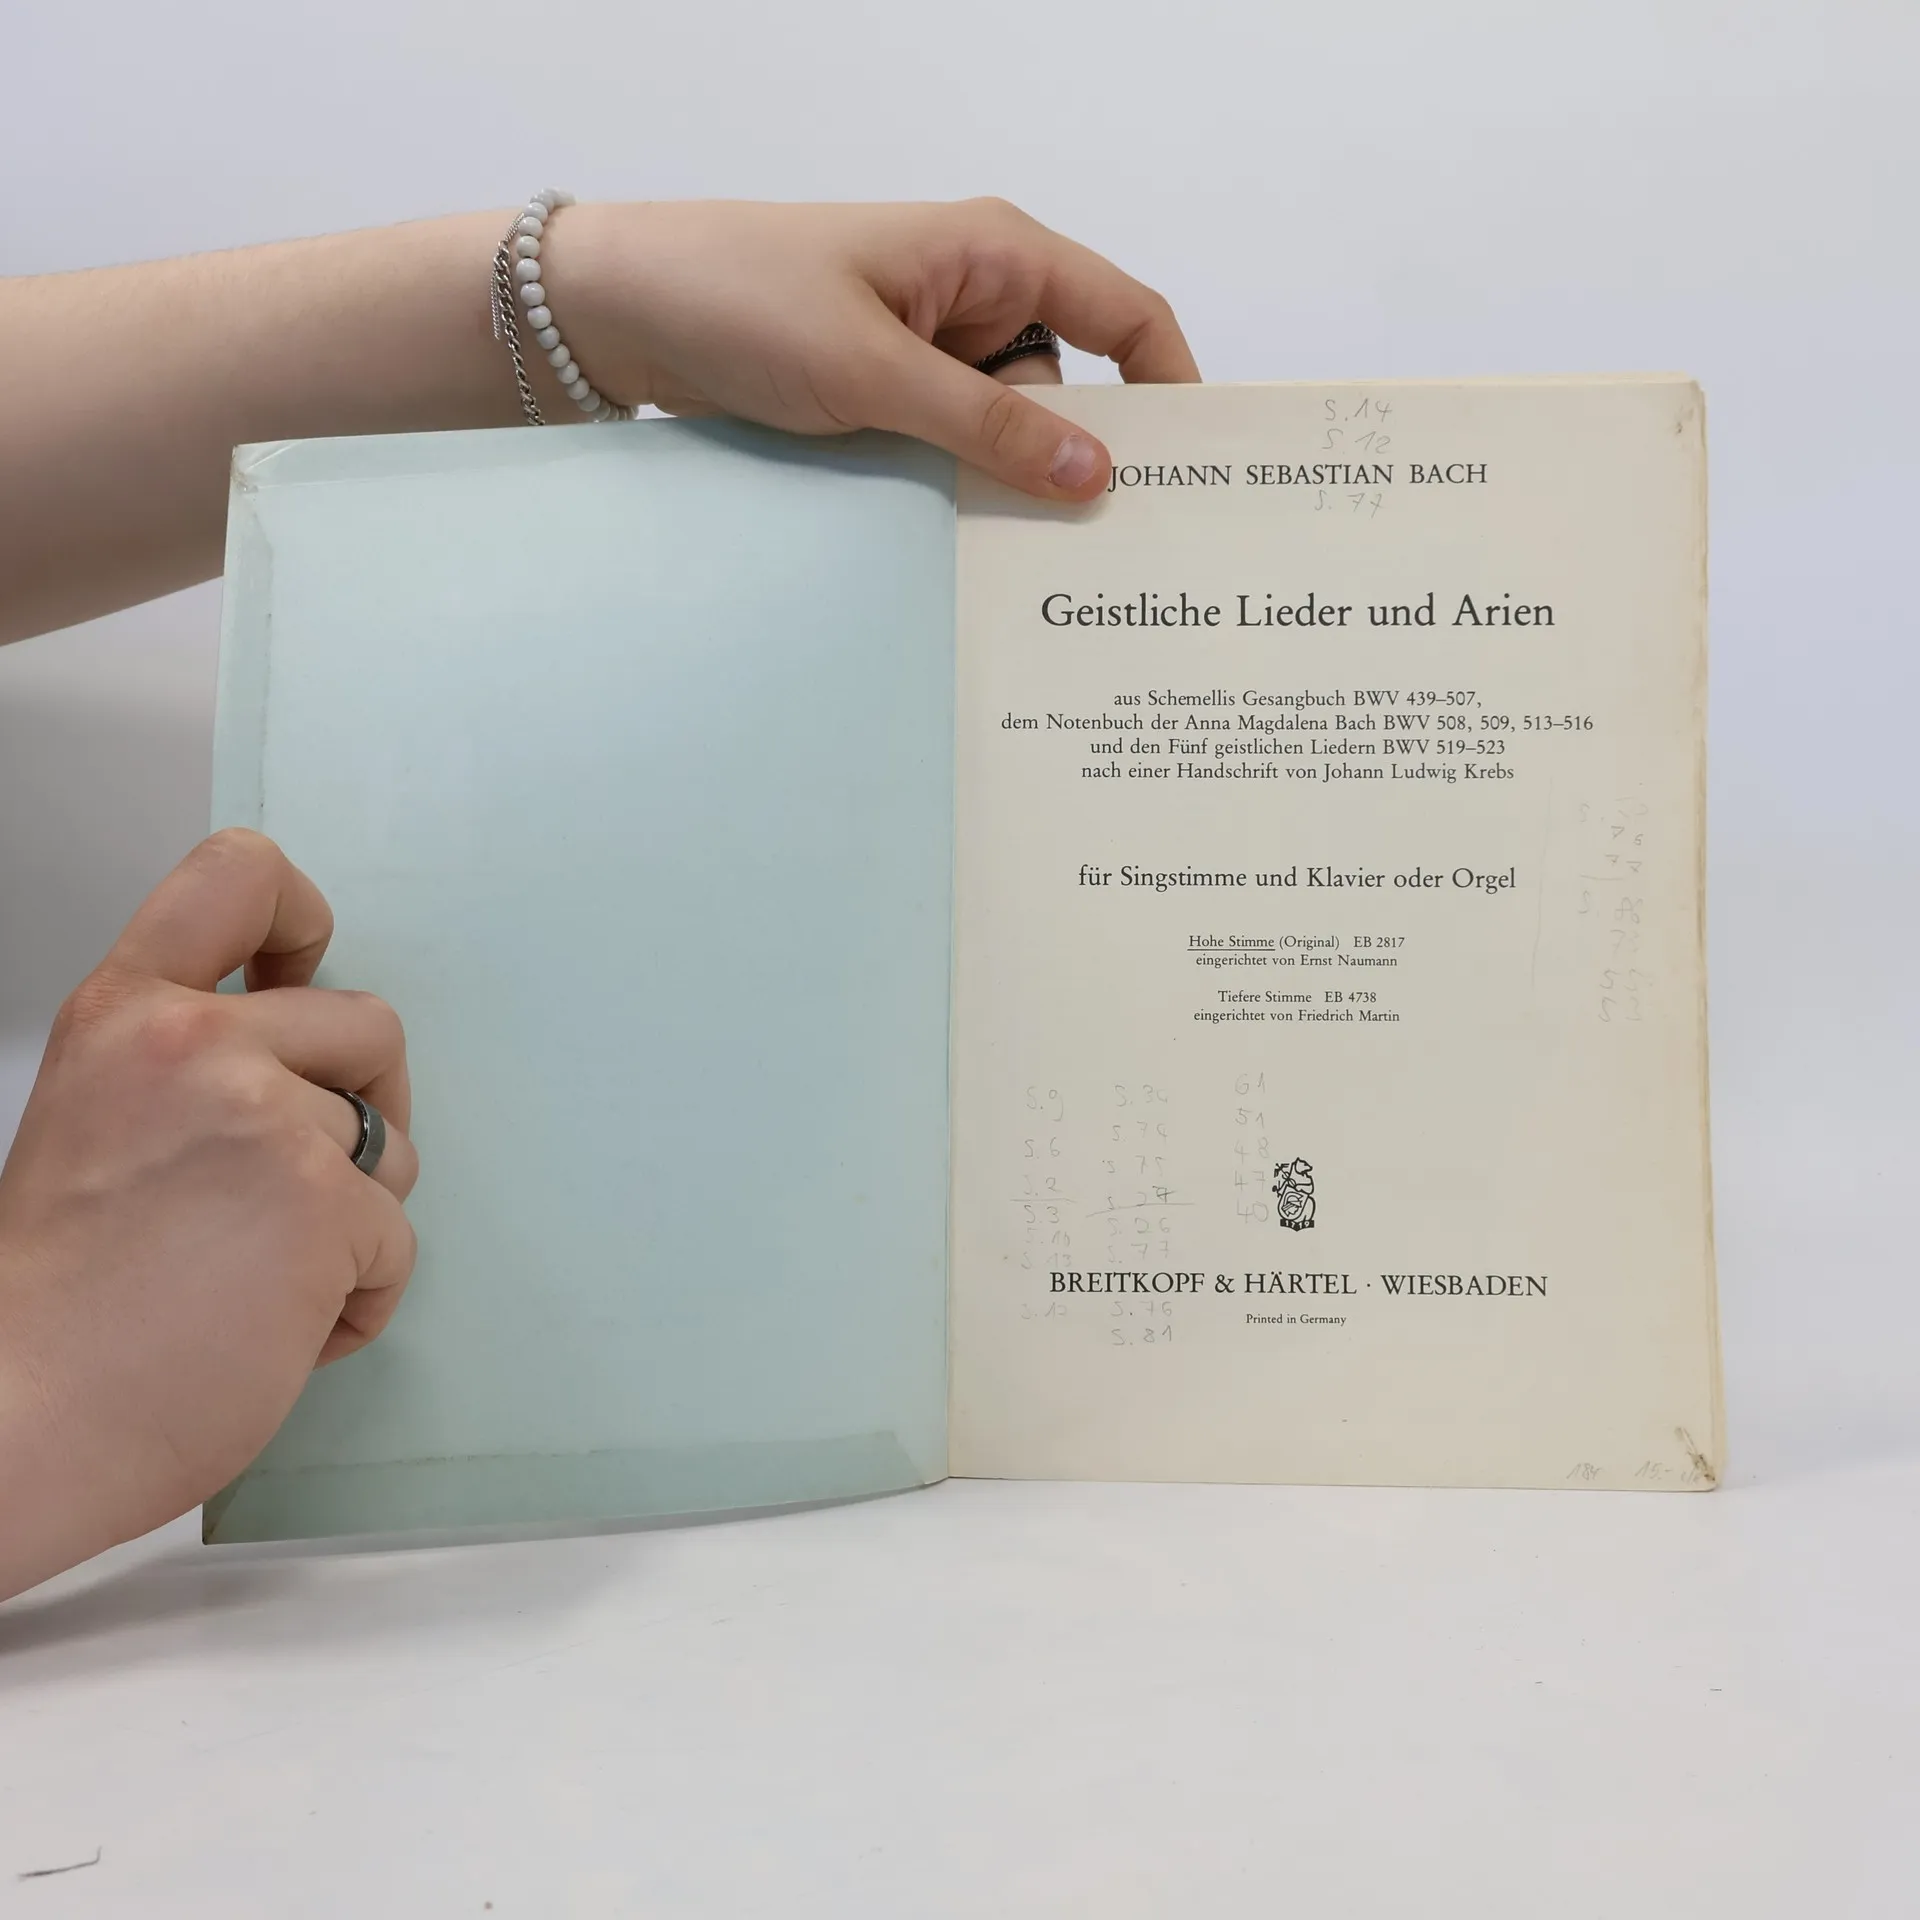 S. 14
S. 12
JOHANN SEBASTIAN BACH
S. 77
Geistliche Lieder und Arien
aus Schemellis Gesangbuch BWV 439–507,
dem Notenbuch der Anna Magdalena Bach BWV 508, 509, 513–516
und den Fünf geistlichen Liedern BWV 519–523
nach einer Handschrift von Johann Ludwig Krebs
für Singstimme und Klavier oder Orgel
Hohe Stimme (Original) EB 2817
eingerichtet von Ernst Naumann
Tiefere Stimme EB 4738
eingerichtet von Friedrich Martin
S. 9
S. 6
S. 3
S. 26
S. 77
S. 76
S. 81
61
51
48
47
40
1719
BREITKOPF & HÄRTEL · WIESBADEN
Printed in Germany
15.-